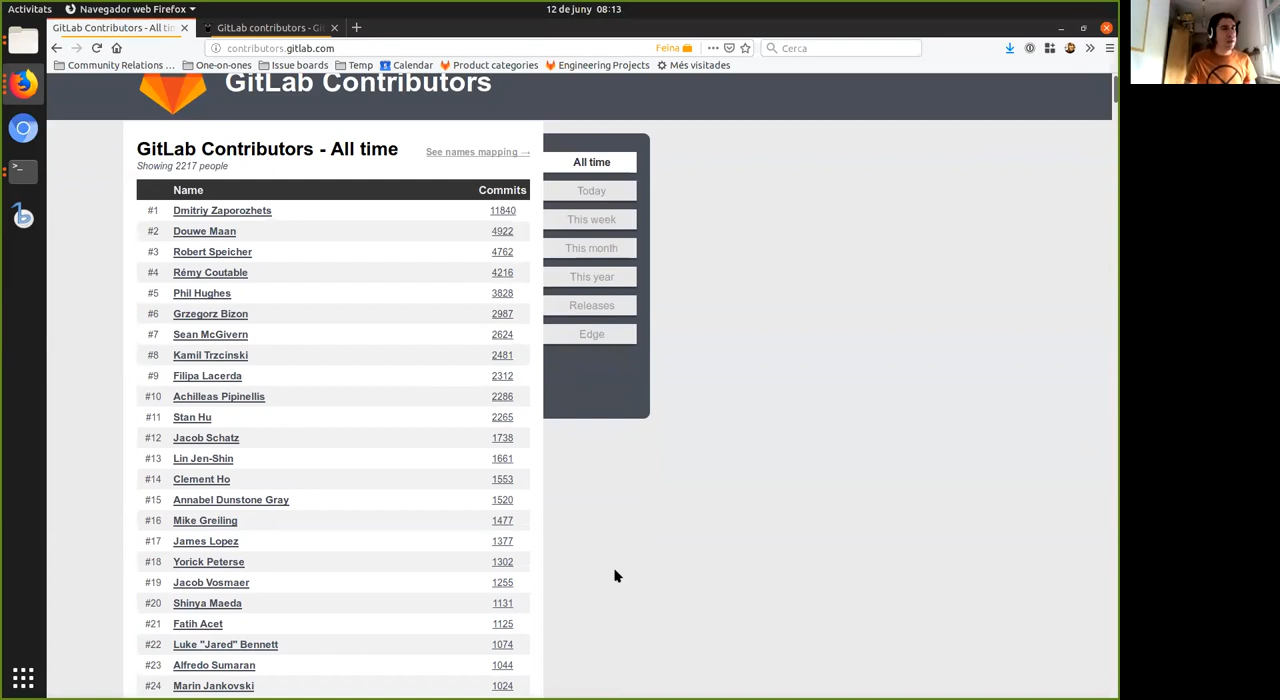 Activitats
Navegador web Firefox
12 de juny 08:13
GitLab Contributors - All tim
GitLab contributors - Gi
contributors.gitlab.com
Feina
Cerca
Community Relations ...
One-on-ones
Issue boards
Temp
Calendar
Product categories
Engineering Projects
Més visitades
GitLab Contributors
GitLab Contributors - All time
See names mapping →
Showing 2217 people
Name Commits
#1 Dmitriy Zaporozhets 11840
#2 Douwe Maan 4922
#3 Robert Speicher 4762
#4 Rémy Coutable 4216
#5 Phil Hughes 3828
#6 Grzegorz Bizon 2987
#7 Sean McGivern 2624
#8 Kamil Trzcinski 2481
#9 Filipa Lacerda 2312
#10 Achilleas Pipinellis 2286
#11 Stan Hu 2265
#12 Jacob Schatz 1738
#13 Lin Jen-Shin 1661
#14 Clement Ho 1553
#15 Annabel Dunstone Gray 1520
#16 Mike Greiling 1477
#17 James Lopez 1377
#18 Yorick Peterse 1302
#19 Jacob Vosmaer 1255
#20 Shinya Maeda 1131
#21 Fatih Acet 1125
#22 Luke "Jared" Bennett 1074
#23 Alfredo Sumaran 1044
#24 Marin Jankovski 1024
All time
Today
This week
This month
This year
Releases
Edge